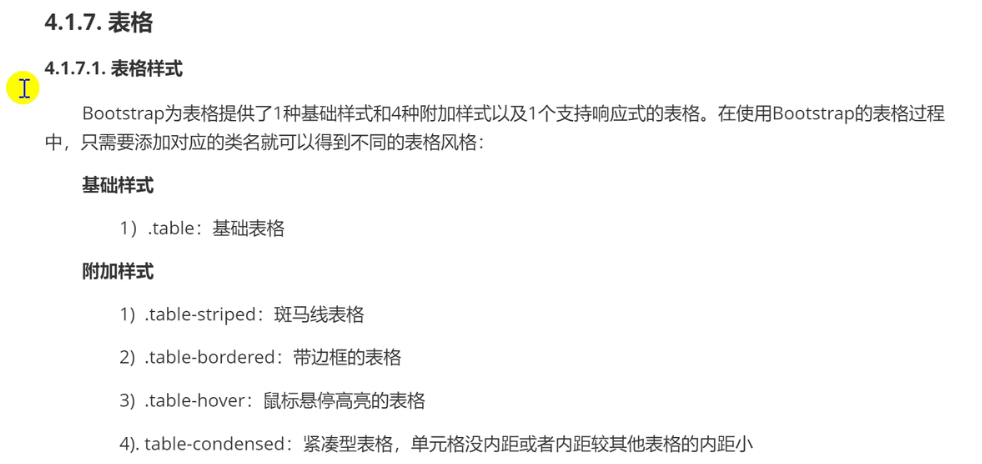 4.1.7. 表格
4.1.7.1. 表格样式
Bootstrap为表格提供了1种基础样式和4种附加样式以及1个支持响应式的表格。在使用Bootstrap的表格过程
中，只需要添加对应的类名就可以得到不同的表格风格：
基础样式
1）.table：基础表格
附加样式
1）.table-striped：斑马线表格
2）.table-bordered：带边框的表格
3）.table-hover：鼠标悬停高亮的表格
4）. table-condensed：紧凑型表格，单元格没内距或者内距较其他表格的内距小